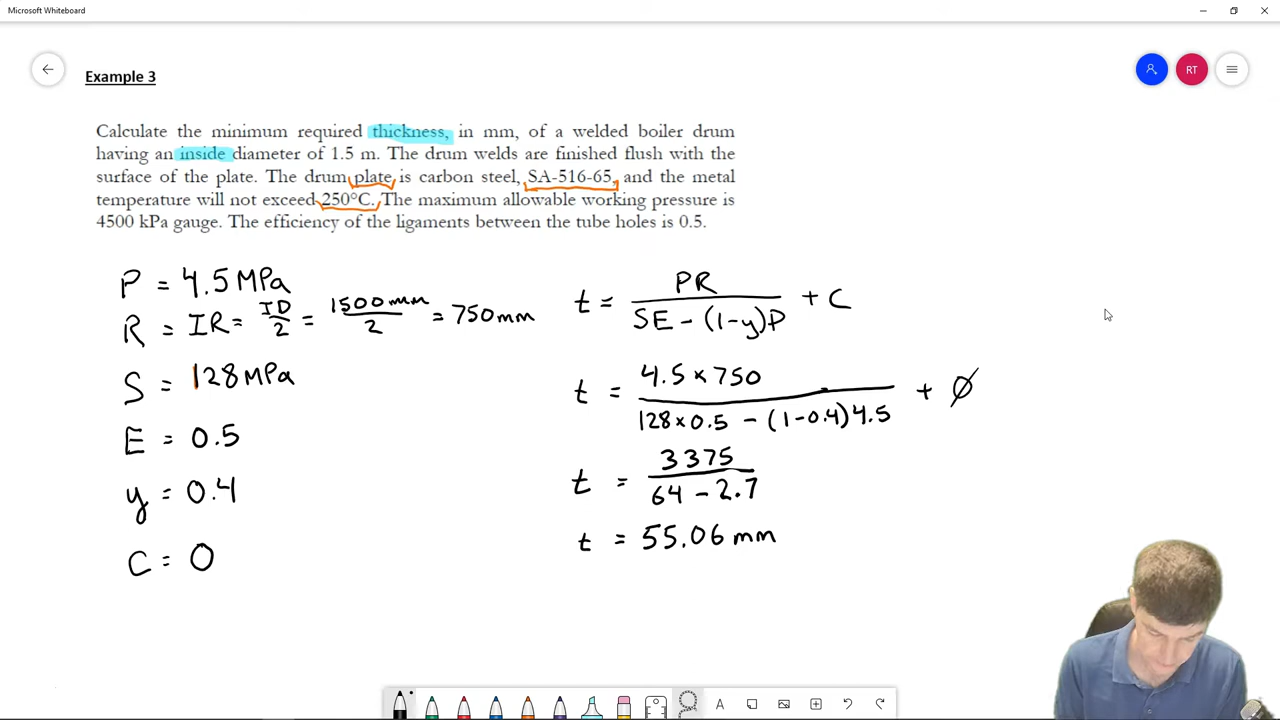 Microsoft Whiteboard
RT
Example 3
Calculate the minimum required thickness, in mm, of a welded boiler drum
having an inside diameter of 1.5 m. The drum welds are finished flush with the
surface of the plate. The drum plate is carbon steel, SA-516-65, and the metal
temperature will not exceed 250°C. The maximum allowable working pressure is
4500 kPa gauge. The efficiency of the ligaments between the tube holes is 0.5.
P = 4.5 MPa
R = IR = ID/2 = 1500mm/2 = 750mm
S = 128 MPa
E = 0.5
y = 0.4
C = 0
t = PR / SE - (1-y)P + C
t = 4.5 × 750 / 128 × 0.5 - (1-0.4)4.5 + 0
t = 3375 / 64 - 2.7
t = 55.06 mm
A